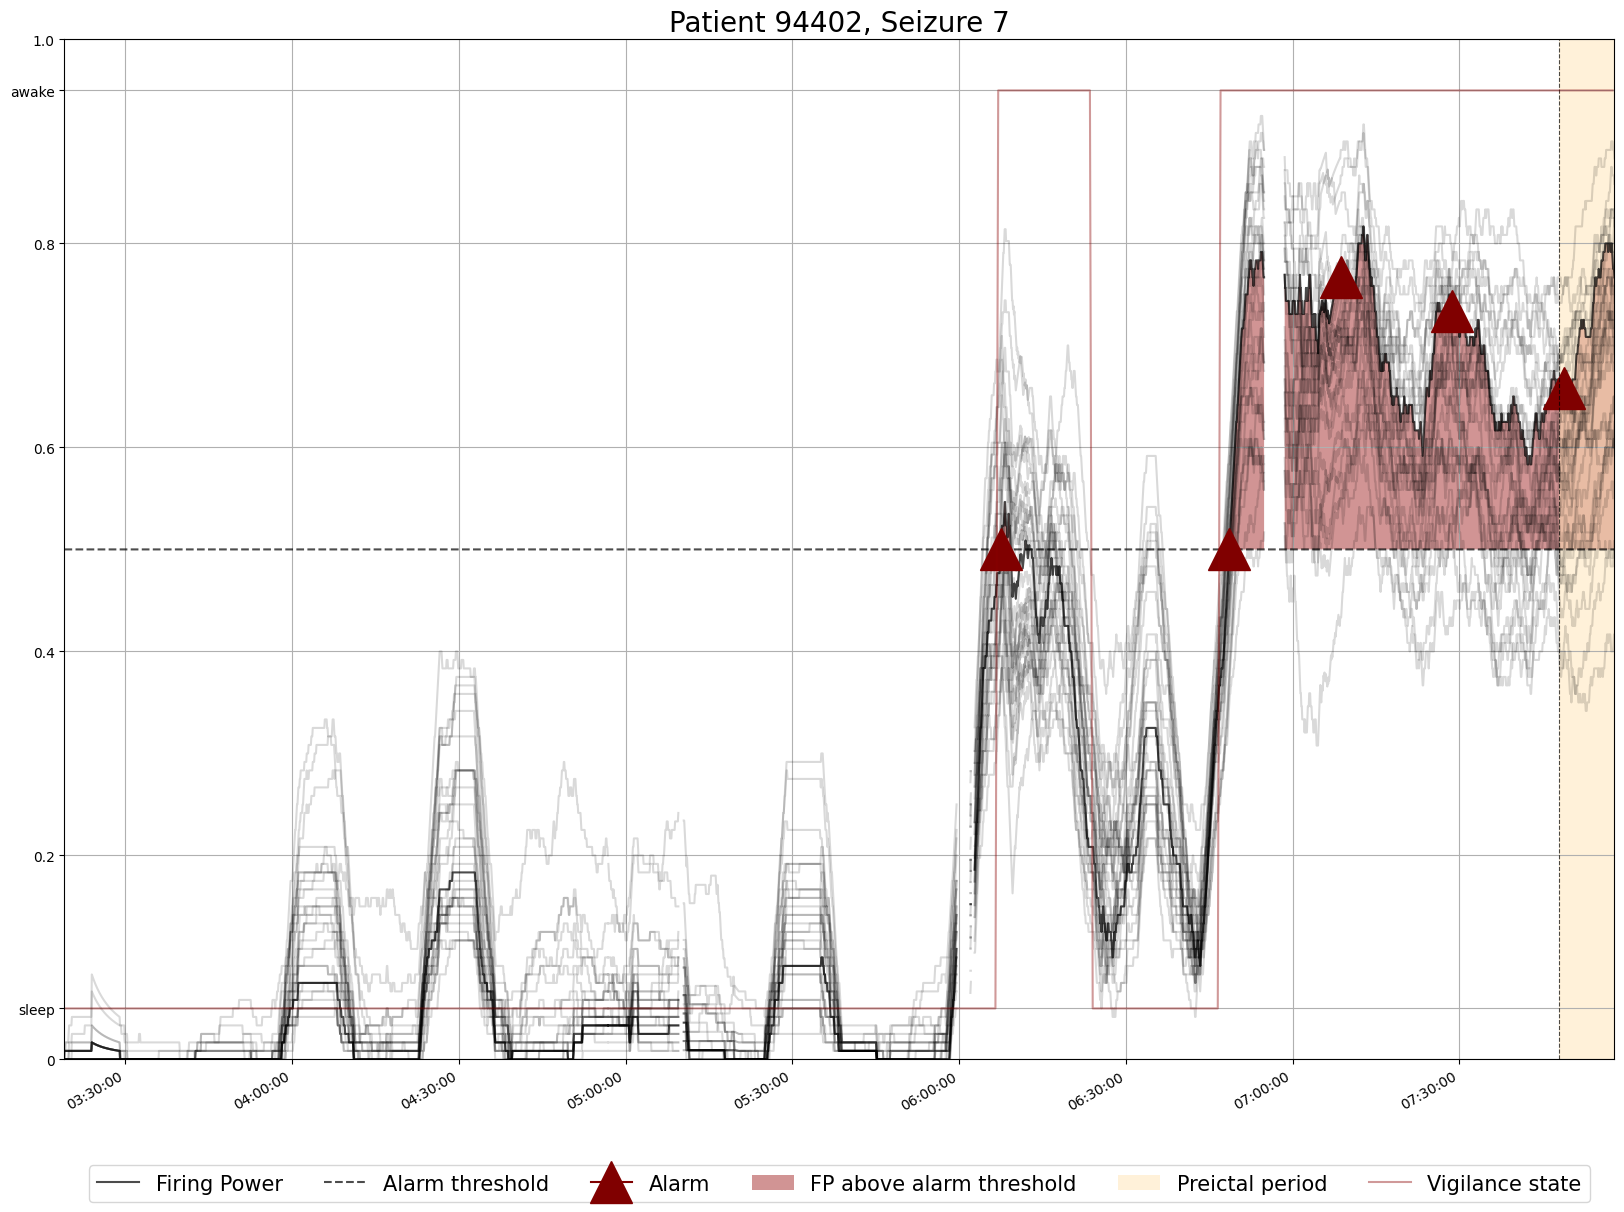 Patient 94402, Seizure 7
1.0
awake
0.8
0.6
0.4
0.2
sleep
0
03:30:00
04:00:00
04:30:00
05:00:00
05:30:00
06:00:00
06:30:00
07:00:00
07:30:00
Firing Power
Alarm threshold
Alarm
FP above alarm threshold
Preictal period
Vigilance state